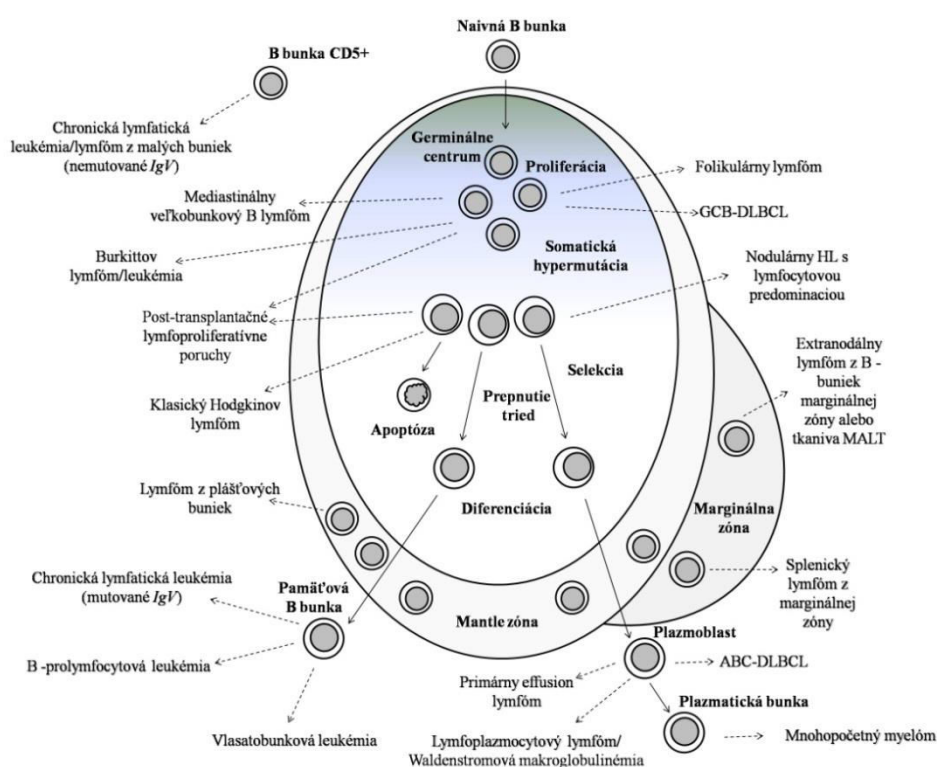 Naivná B bunka
B bunka CD5+
Chronická lymfatická
leukémia/lymfóm z malých buniek
(nemutované IgV)
Germinálne
centrum
Proliferácia
Folikulárny lymfóm
Mediastinálny
veľkobunkový B lymfóm
GCB-DLBCL
Burkittov
lymfóm/leukémia
Somatická
hypermutácia
Nodulárny HL s
lymfocytovou
predominaciou
Post-transplantačné
lymfoproliferatívne
poruchy
Extranodálny
lymfóm z B -
buniek
marginálnej
zóny alebo
tkaniva MALT
Selekcia
Klasický Hodgkinov
lymfóm
Prepnutie
tried
Apoptóza
Lymfóm z plášťových
buniek
Diferenciácia
Marginálna
zóna
Chronická lymfatická leukémia
(mutované IgV)
Pamäťová
B bunka
Mantle zóna
Splenický
lymfóm z
marginálnej
zóny
Plazmoblast
B -prolymfocytová leukémia
ABC-DLBCL
Primárny effusion
lymfóm
Plazmatická bunka
Vlasatobunková leukémia
Lymfoplazmocytový lymfóm/
Waldenstromová makroglobulinémia
Mnohopočetný myelóm